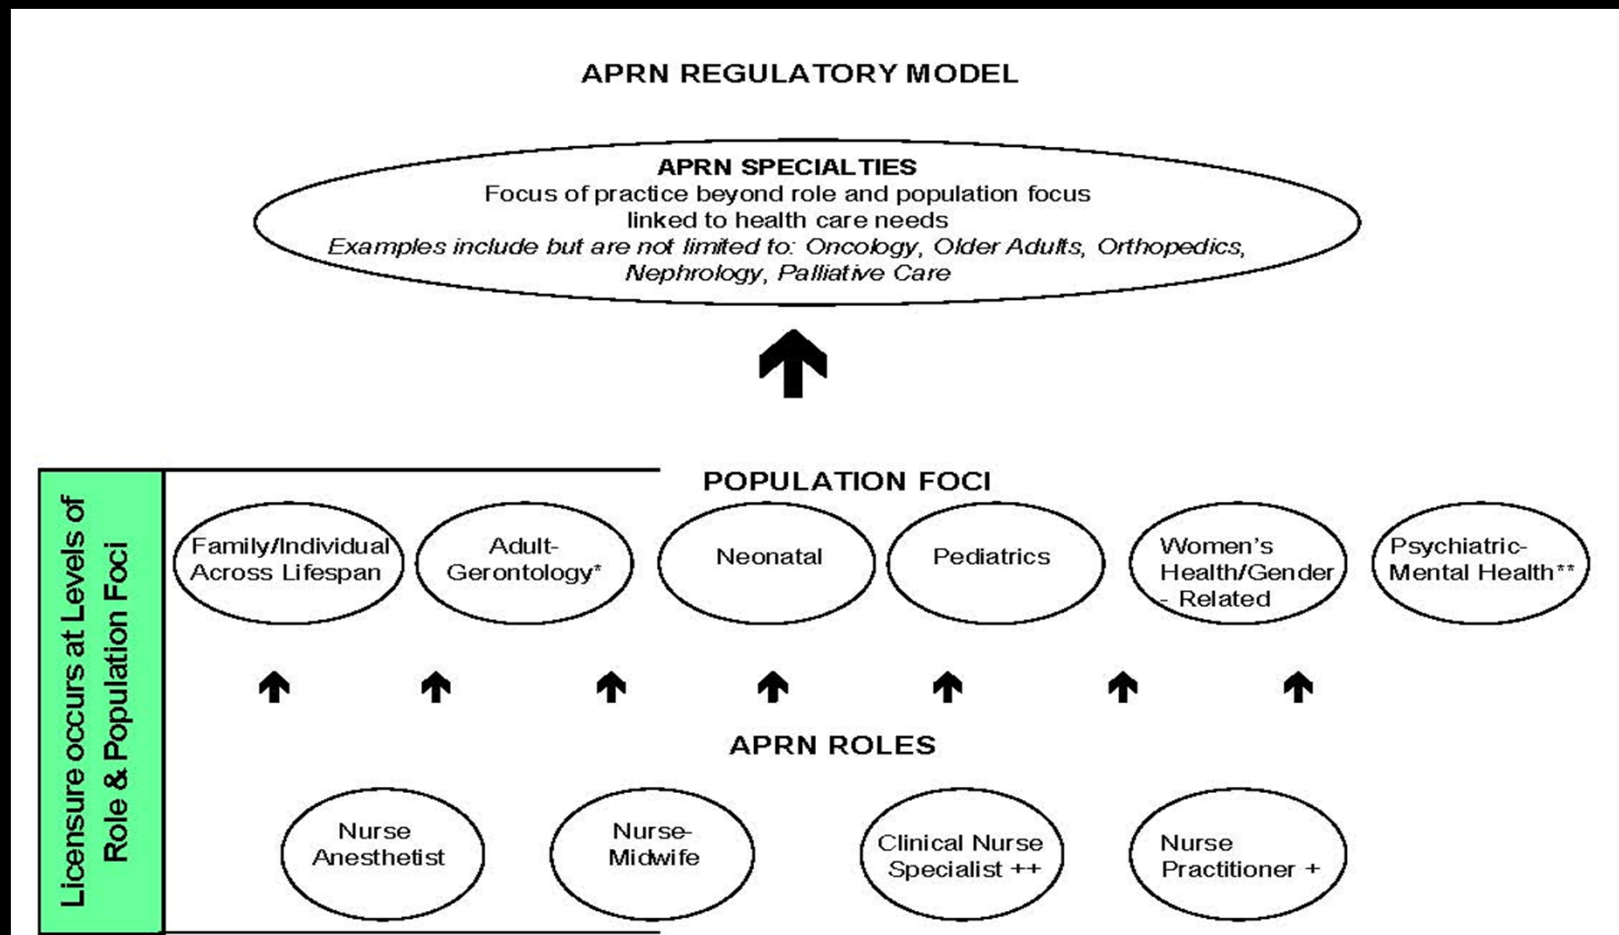 APRN REGULATORY MODEL
APRN SPECIALTIES
Focus of practice beyond role and population focus
linked to health care needs
Examples include but are not limited to: Oncology, Older Adults, Orthopedics,
Nephrology, Palliative Care
Licensure occurs at Levels of
Role & Population Foci
POPULATION FOCI
Family/Individual
Across Lifespan
Adult-
Gerontology*
Neonatal
Pediatrics
Women's
Health/Gender
- Related
Psychiatric-
Mental Health**
APRN ROLES
Nurse
Anesthetist
Nurse-
Midwife
Clinical Nurse
Specialist ++
Nurse
Practitioner +